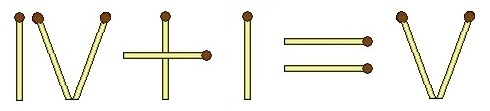 IV + I = V